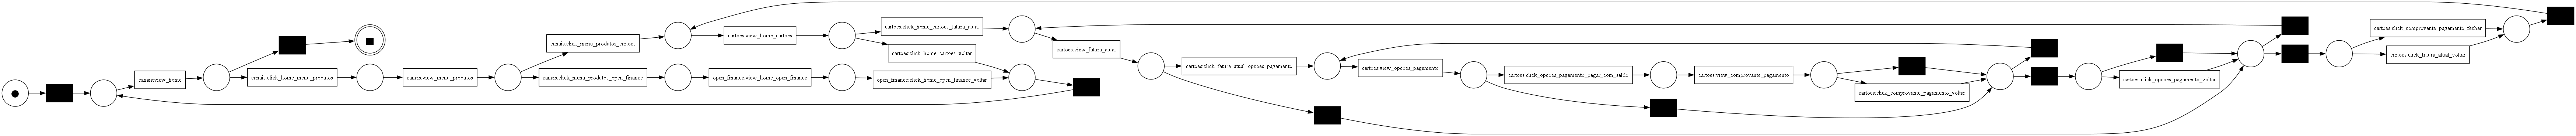 canais:view_home
canais:click_home_menu_produtos
canais:view_menu_produtos
canais:click_menu_produtos_cartoes
canais:click_menu_produtos_open_finance
cartoes:view_home_cartoes
open_finance:view_home_open_finance
cartoes:click_home_cartoes_fatura_atual
cartoes:click_home_cartoes_voltar
open_finance:click_home_open_finance_voltar
cartoes:view_fatura_atual
cartoes:click_fatura_atual_opcoes_pagamento
cartoes:view_opcoes_pagamento
cartoes:click_opcoes_pagamento_pagar_com_saldo
cartoes:view_comprovante_pagamento
cartoes:click_comprovante_pagamento_voltar
cartoes:click_opcoes_pagamento_voltar
cartoes:click_comprovante_pagamento_fechar
cartoes:click_fatura_atual_voltar